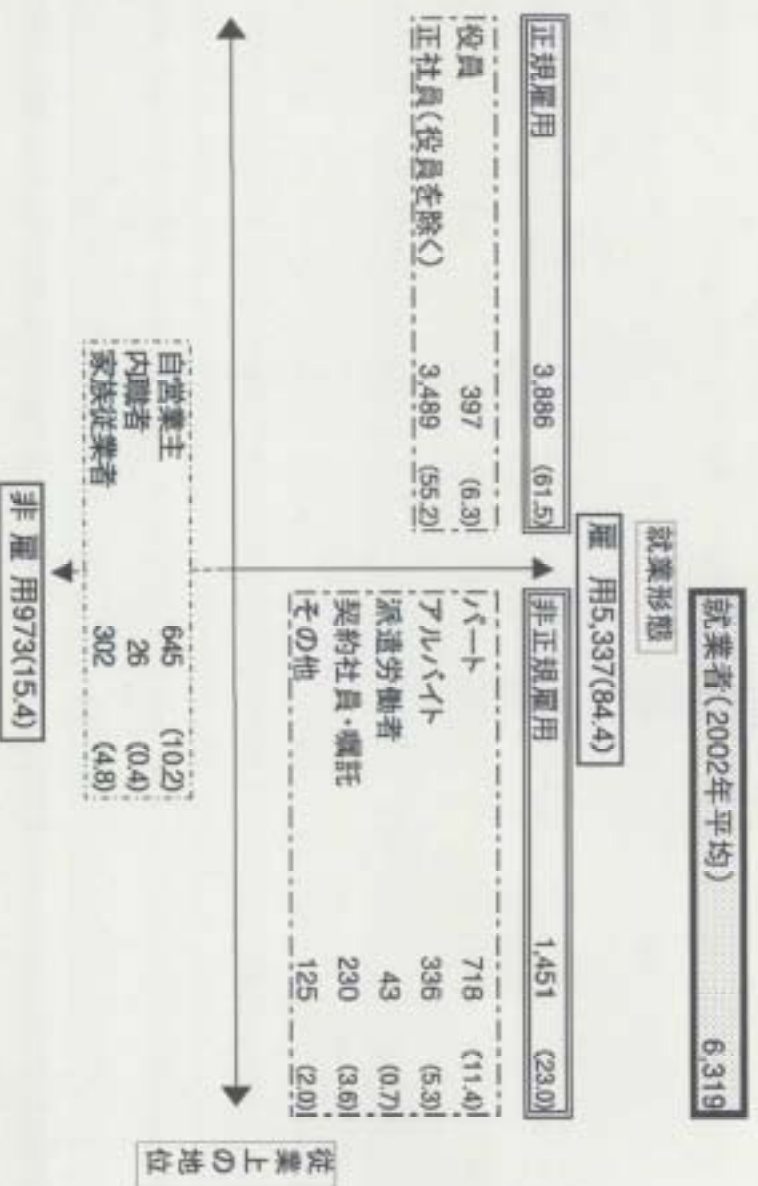 就業者(2002年平均) 6,319
就業形態
雇　用5,337(84.4)
正規雇用 3,886 (61.5)
役員 397 (6.3)
正社員(役員を除く) 3,489 (55.2)
非正規雇用 1,451 (23.0)
パート 718 (11.4)
アルバイト 336 (5.3)
派遣労働者 43 (0.7)
契約社員・嘱託 230 (3.6)
その他 125 (2.0)
従業上の地位
自営業主 645 (10.2)
内職者 26 (0.4)
家族従業者 302 (4.8)
非 雇 用973(15.4)